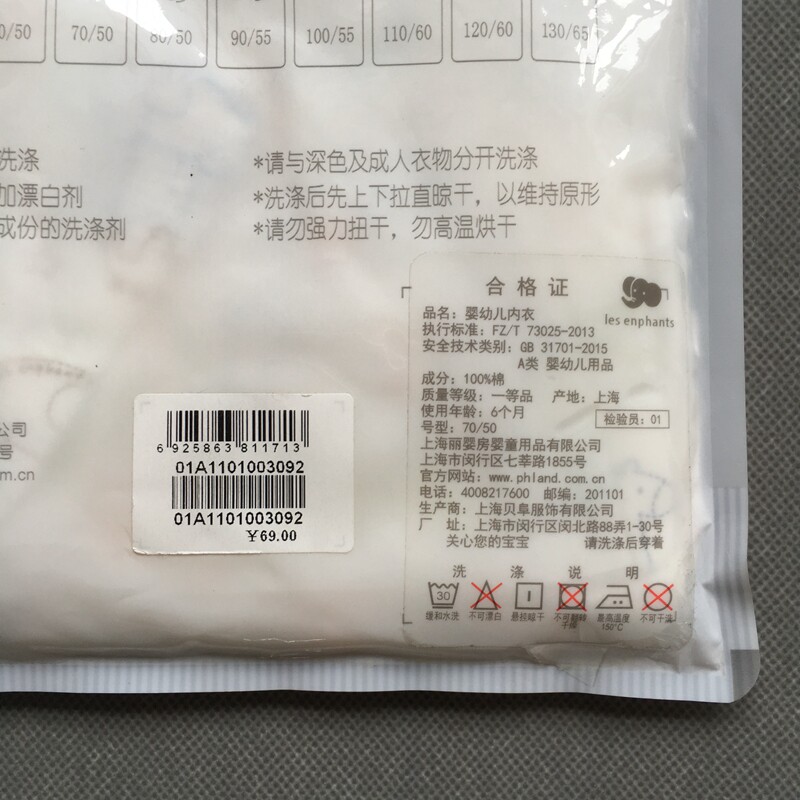 70/50
80/50
90/55
100/55
110/60
120/60
130/65
洗涤
加漂白剂
成份的洗涤剂
*请与深色及成人衣物分开洗涤
*洗涤后先上下拉直晾干，以维持原形
*请勿强力扭干，勿高温烘干
公司
号
om.cn
6 925863 811713
01A1101003092
01A1101003092
¥69.00
合格证
les enphants
品名：婴幼儿内衣
执行标准：FZ/T 73025-2013
安全技术类别：GB 31701-2015
A类 婴幼儿用品
成分：100%棉
质量等级：一等品 产地：上海
使用年龄：6个月
检验员：01
号型：70/50
上海丽婴房婴童用品有限公司
上海市闵行区七莘路1855号
官方网站：www.phland.com.cn
电话：4008217600 邮编：201101
生产商：上海贝阜服饰有限公司
厂 址：上海市闵行区闵北路88弄1-30号
关心您的宝宝 请洗涤后穿着
洗 涤 说 明
30
缓和水洗
不可漂白
悬挂晾干
不可翻转干燥
最高温度150℃
不可干洗